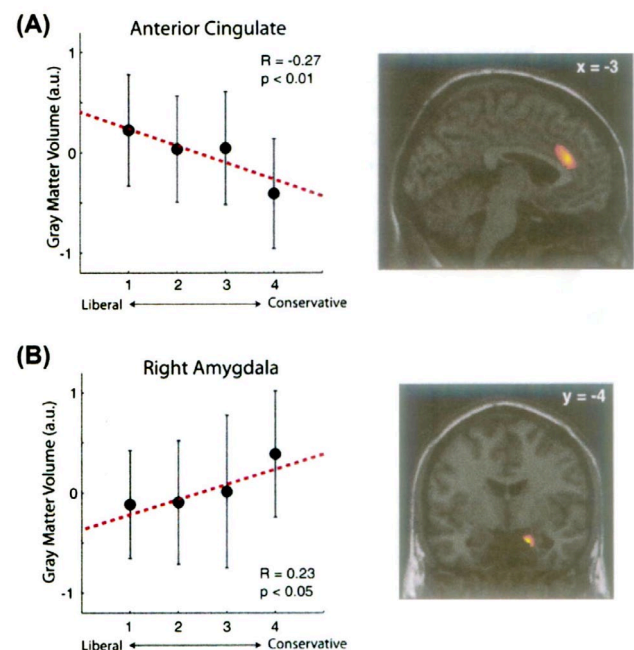 (A)
Anterior Cingulate
R = -0.27
p < 0.01
Gray Matter Volume (a.u.)
1
0
-1
1 2 3 4
Liberal Conservative
x = -3
(B)
Right Amygdala
R = 0.23
p < 0.05
Gray Matter Volume (a.u.)
1
0
-1
1 2 3 4
Liberal Conservative
y = -4